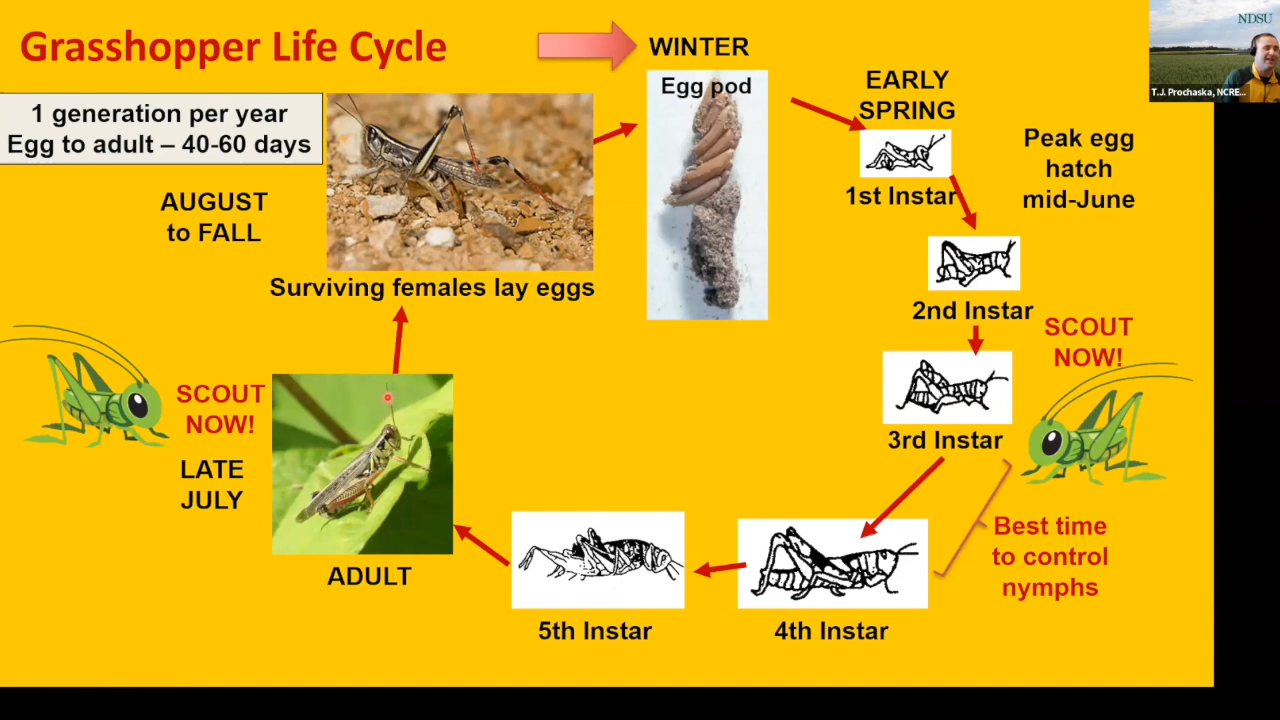 Grasshopper Life Cycle
WINTER
NDSU
T.J. Prochaska, NCRE...
1 generation per year
Egg to adult – 40-60 days
Egg pod
EARLY
SPRING
1st Instar
Peak egg
hatch
mid-June
AUGUST
to FALL
Surviving females lay eggs
2nd Instar
SCOUT
NOW!
3rd Instar
SCOUT
NOW!
LATE
JULY
Best time
to control
nymphs
ADULT
5th Instar
4th Instar